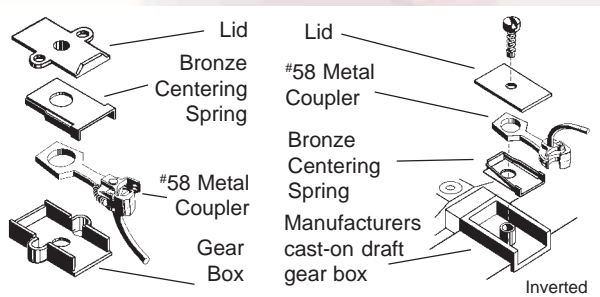 Lid
Bronze
Centering
Spring
#58 Metal
Coupler
Gear
Box
Lid
#58 Metal
Coupler
Bronze
Centering
Spring
Manufacturers
cast-on draft
gear box
Inverted